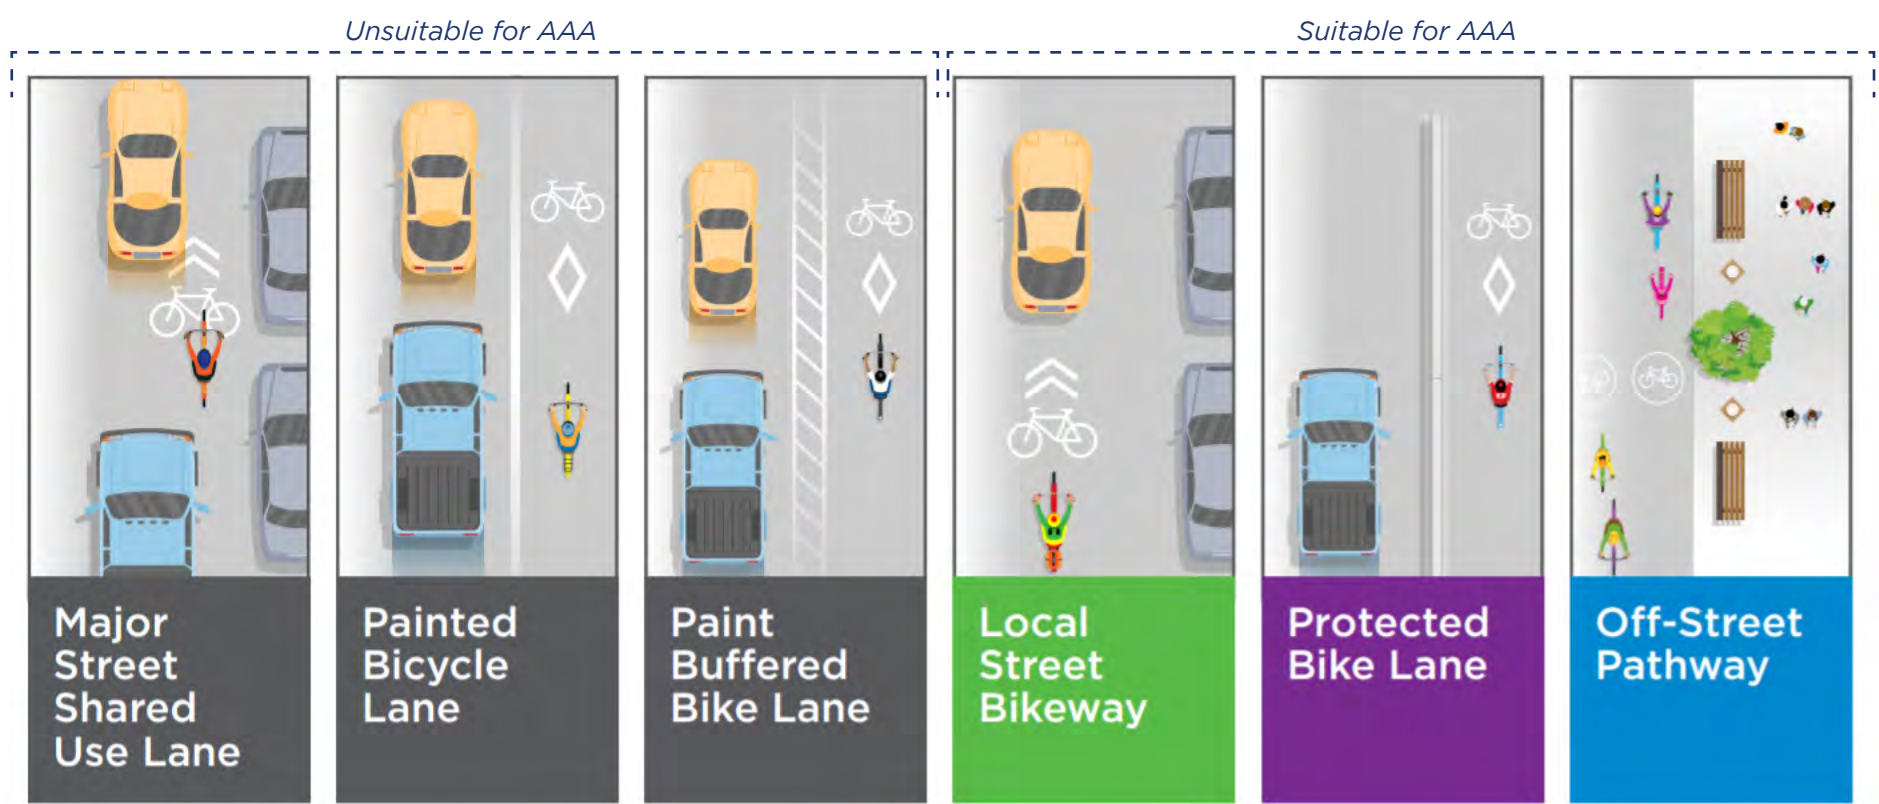 Unsuitable for AAA
Suitable for AAA
Major
Street
Shared
Use Lane
Painted
Bicycle
Lane
Paint
Buffered
Bike Lane
Local
Street
Bikeway
Protected
Bike Lane
Off-Street
Pathway